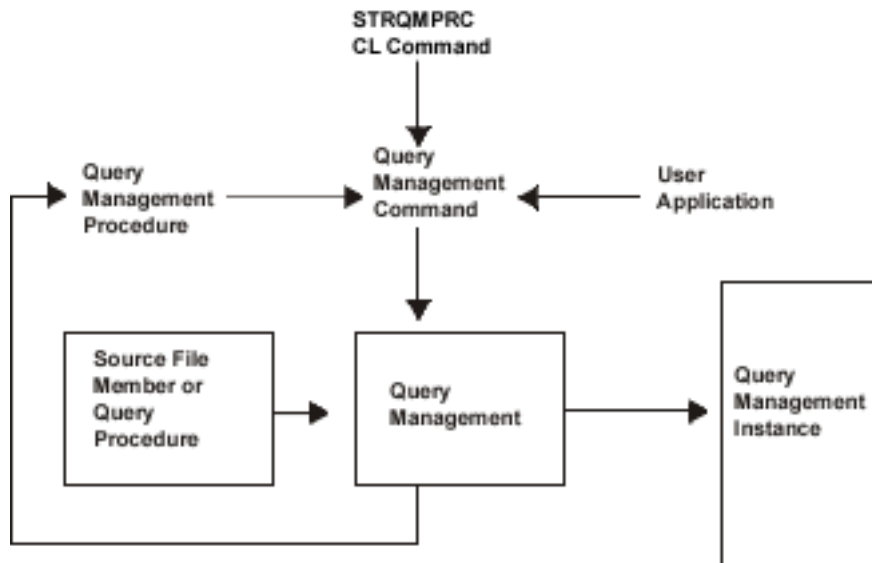 STRQMPRC
CL Command
Query
Management
Procedure
Query
Management
Command
User
Application
Source File
Member or
Query
Procedure
Query
Management
Query
Management
Instance